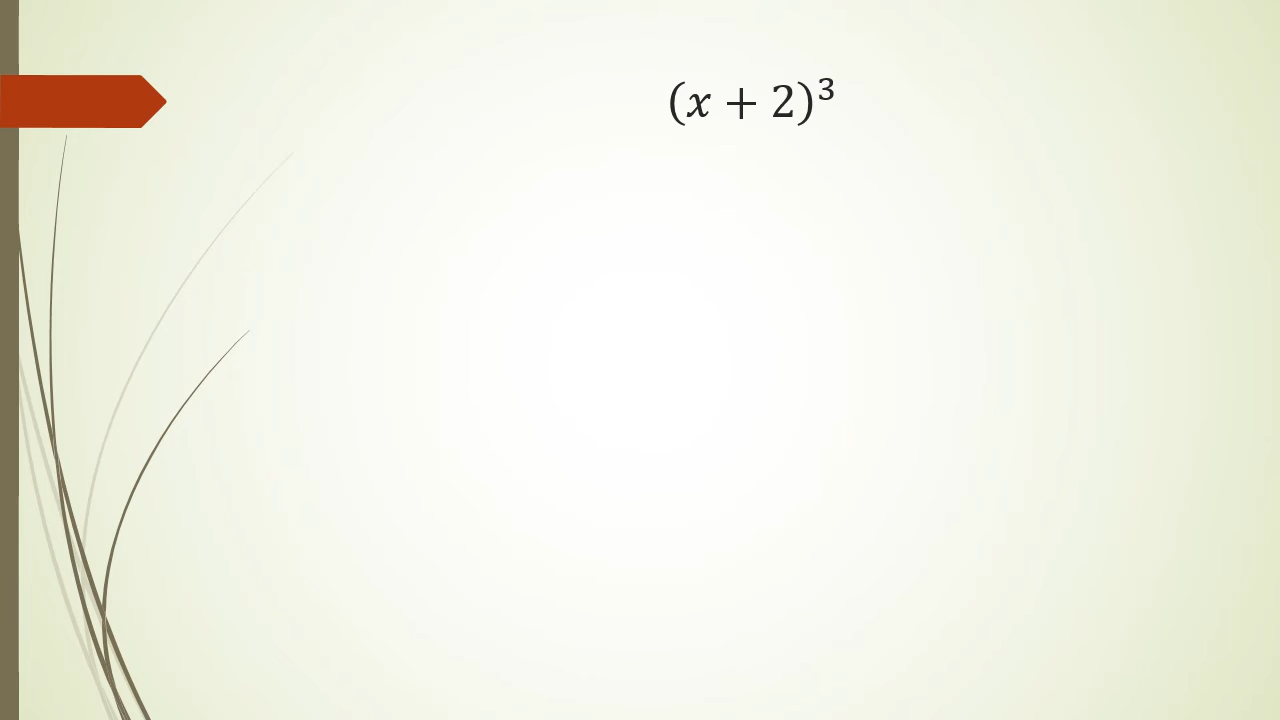 (x + 2)³